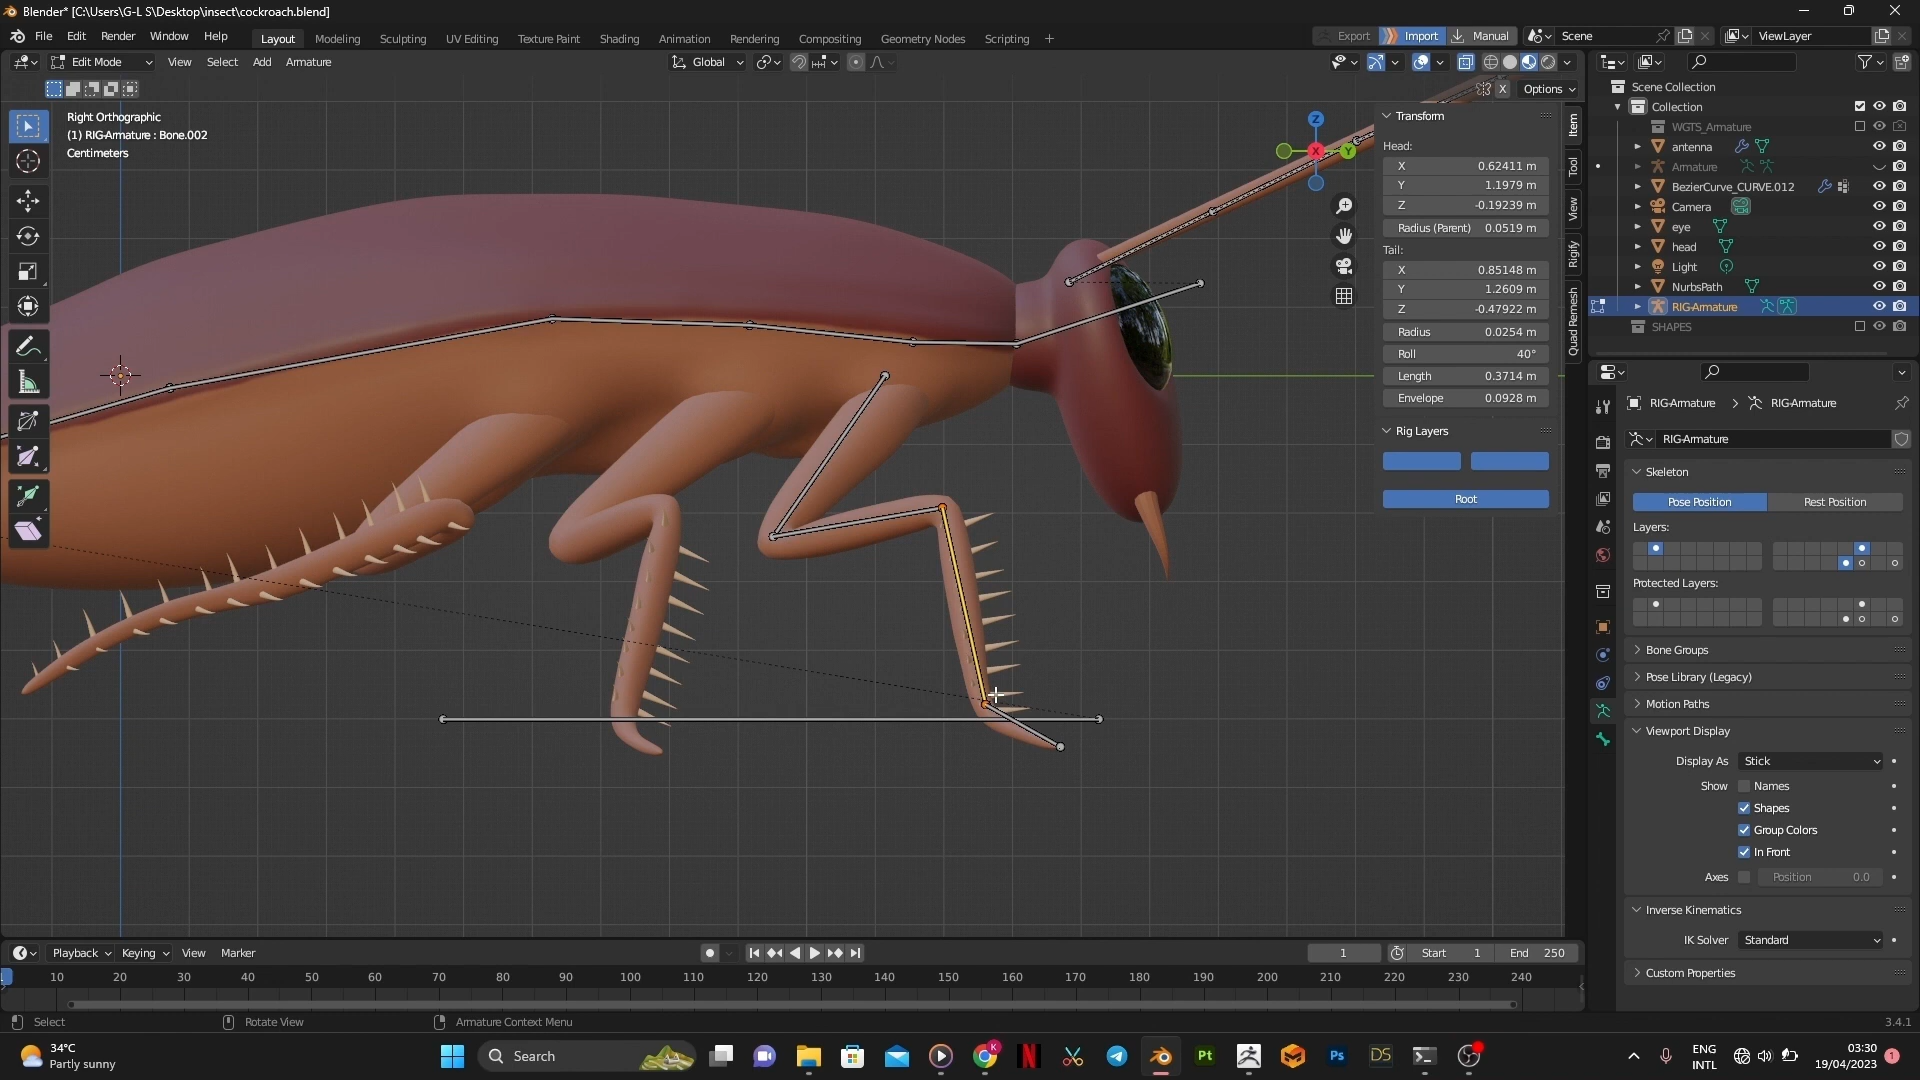 Blender* [C:\Users\G-L S\Desktop\insect\cockroach.blend]
File Edit Render Window Help Layout Modeling Sculpting UV Editing Texture Paint Shading Animation Rendering Compositing Geometry Nodes Scripting + Export Import Manual Scene ViewLayer
Edit Mode View Select Add Armature Global
X Options
Right Orthographic
(1) RIG-Armature : Bone.002
Centimeters
Z
X
Y
Transform
Head:
X 0.62411 m
Y 1.1979 m
Z -0.19239 m
Radius (Parent) 0.0519 m
Tail:
X 0.85148 m
Y 1.2609 m
Z -0.47922 m
Radius 0.0254 m
Roll 40°
Length 0.3714 m
Envelope 0.0928 m
Rig Layers
Root
Item
Tool
View
Rigify
Quad Remesh
Scene Collection
Collection
WGTS_Armature
antenna
Armature
BezierCurve_CURVE.012
Camera
eye
head
Light
NurbsPath
RIG-Armature
SHAPES
RIG-Armature > RIG-Armature
RIG-Armature
Skeleton
Pose Position Rest Position
Layers:
Protected Layers:
Bone Groups
Pose Library (Legacy)
Motion Paths
Viewport Display
Display As Stick
Show Names
Shapes
Group Colors
In Front
Axes Position 0.0
Inverse Kinematics
IK Solver Standard
Custom Properties
Playback Keying View Marker 1 Start 1 End 250
10 20 30 40 50 60 70 80 90 100 110 120 130 140 150 160 170 180 190 200 210 220 230 240
Select Rotate View Armature Context Menu 3.4.1
34°C
Partly sunny
Search
K
N
Pt
Ps
DS
ENG
INTL
03:30
19/04/2023
1